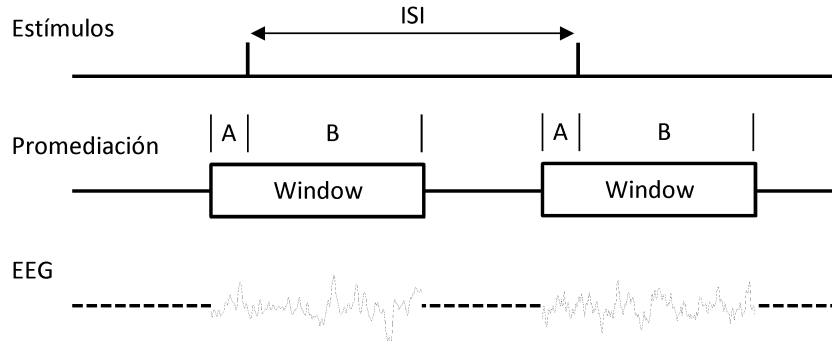 ISI
Estímulos
A B A B
Promediación
Window Window
EEG